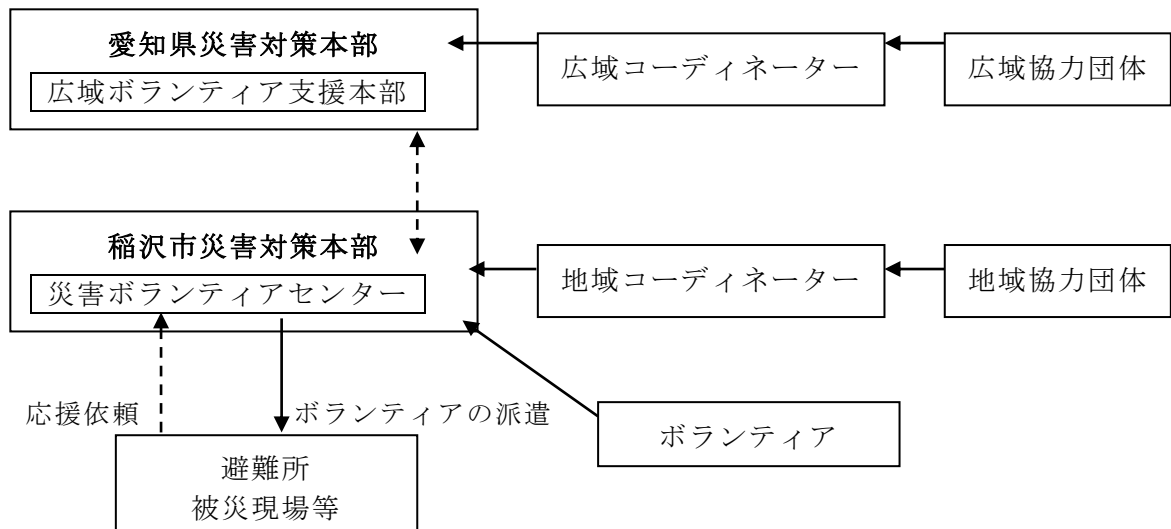 愛知県災害対策本部
広域ボランティア支援本部
広域コーディネーター
広域協力団体
稲沢市災害対策本部
災害ボランティアセンター
地域コーディネーター
地域協力団体
応援依頼
ボランティアの派遣
ボランティア
避難所
被災現場等